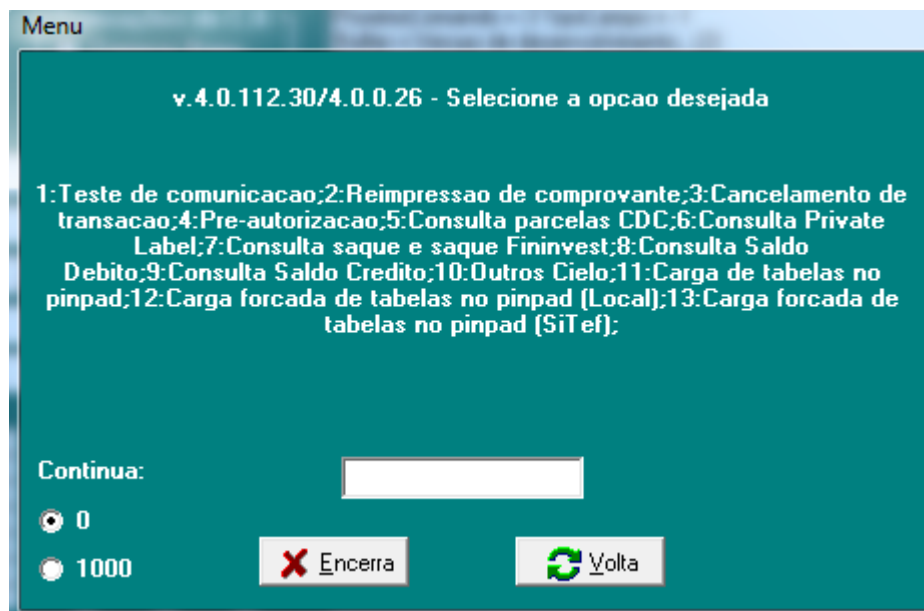 Menu
v.4.0.112.30/4.0.0.26 - Selecione a opcao desejada
1:Teste de comunicacao;2:Reimpressao de comprovante;3:Cancelamento de
transacao;4:Pre-autorizacao;5:Consulta parcelas CDC;6:Consulta Private
Label;7:Consulta saque e saque Fininvest;8:Consulta Saldo
Debito;9:Consulta Saldo Credito;10:Outros Cielo;11:Carga de tabelas no
pinpad;12:Carga forcada de tabelas no pinpad (Local);13:Carga forcada de
tabelas no pinpad (SiTef);
Continua:
0
1000
Encerra
Volta